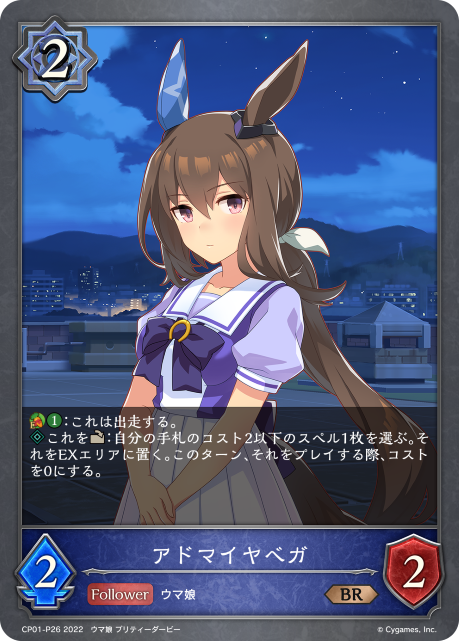 2
1：これは出走する。
これを：自分の手札のコスト2以下のスペル1枚を選ぶ。そ
れをEXエリアに置く。このターン、それをプレイする際、コスト
を0にする。
アドマイヤベガ
2 Follower ウマ娘 BR 2
CP01-P26 2022 ウマ娘 プリティーダービー © Cygames, Inc.